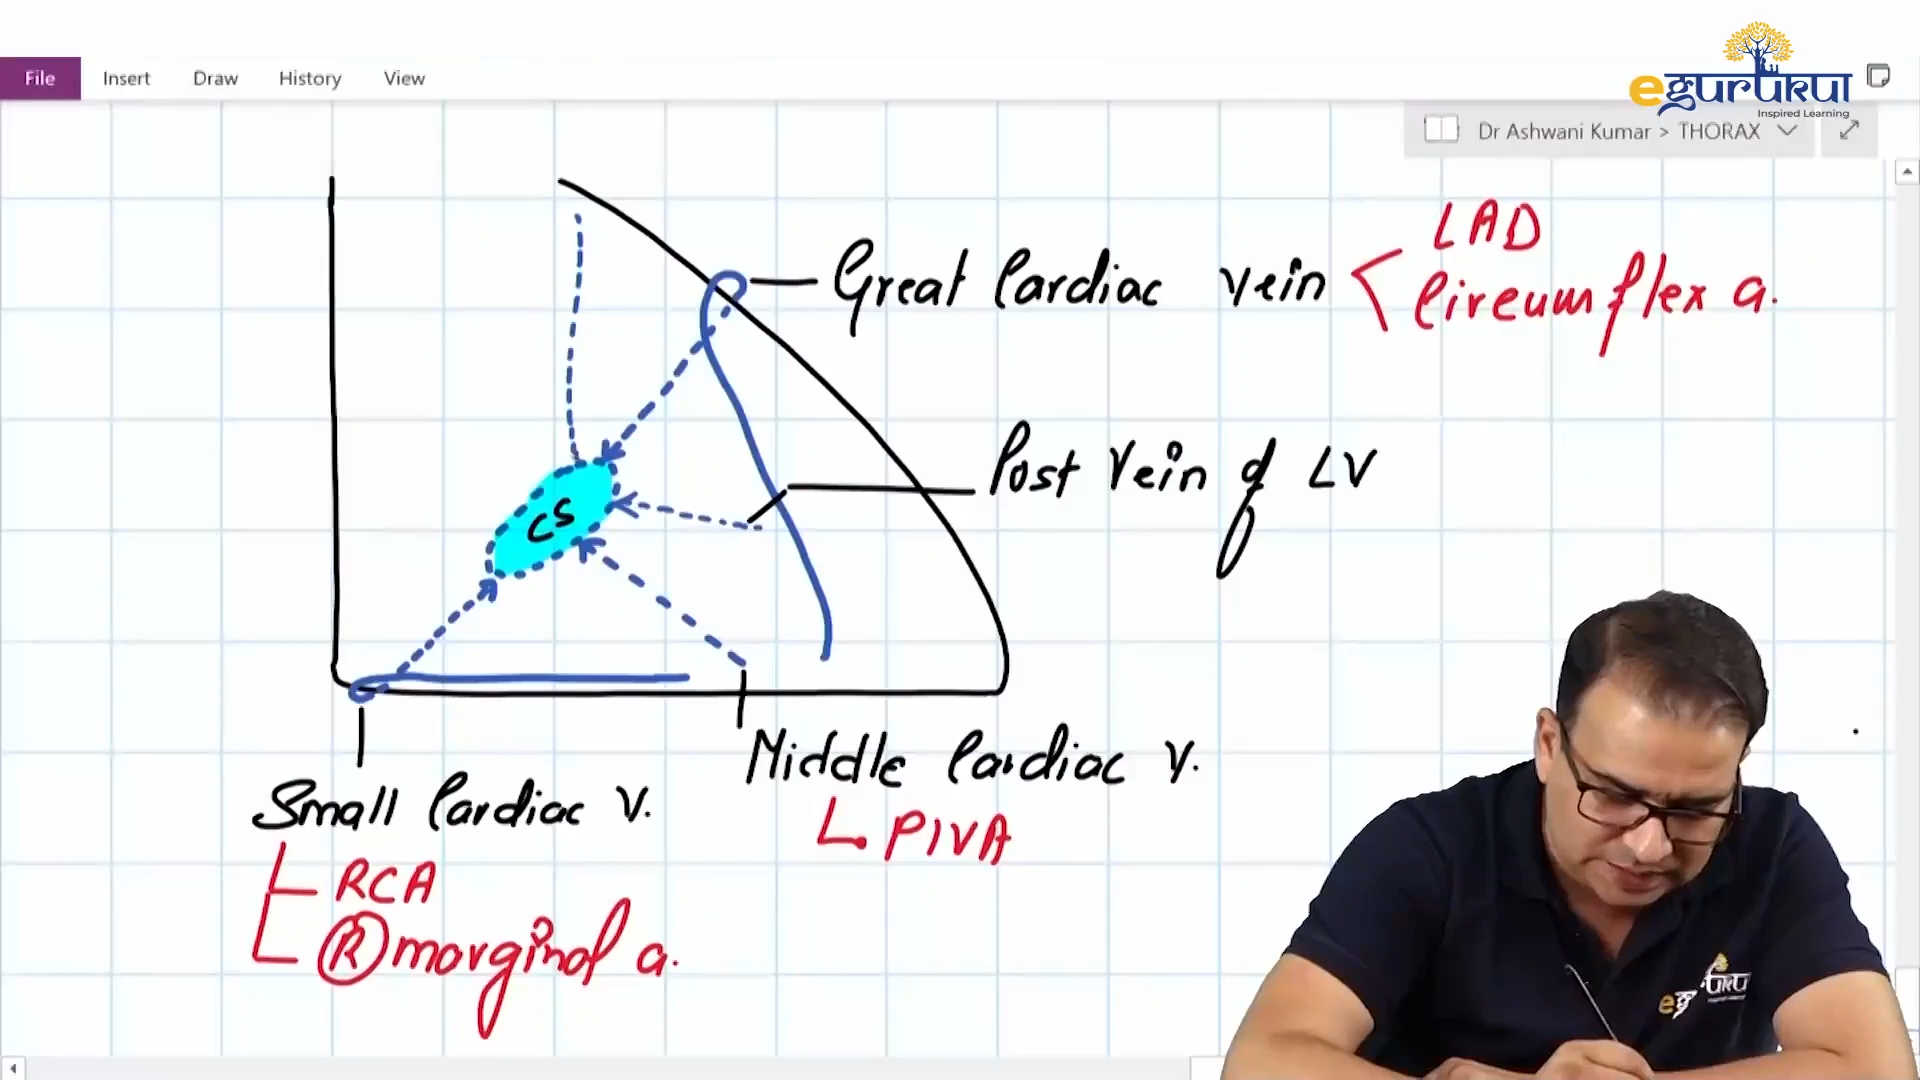 egurukul
Inspired Learning
File Insert Draw History View
Dr Ashwani Kumar > THORAX
LAD
Great Cardiac Vein
Circumflex a.
Post Vein of LV
CS
Middle Cardiac V.
PIVA
Small Cardiac V.
RCA
R marginal a.